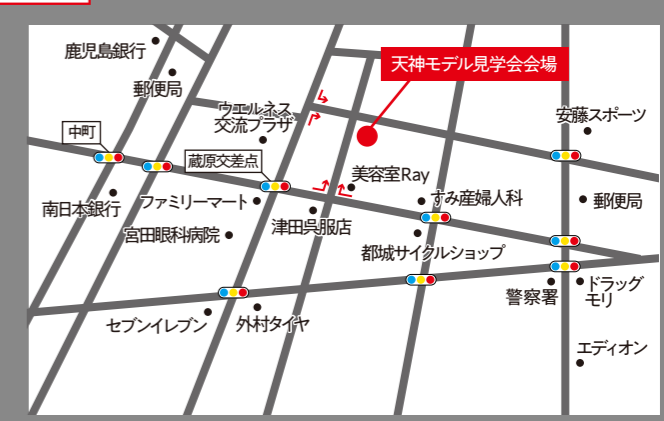 鹿児島銀行
郵便局
天神モデル見学会会場
ウエルネス
交流プラザ
安藤スポーツ
中町
蔵原交差点
美容室Ray
南日本銀行
ファミリーマート
すみ産婦人科
郵便局
津田呉服店
宮田眼科病院
都城サイクルショップ
警察署
ドラッグ
モリ
セブンイレブン
外村タイヤ
エディオン